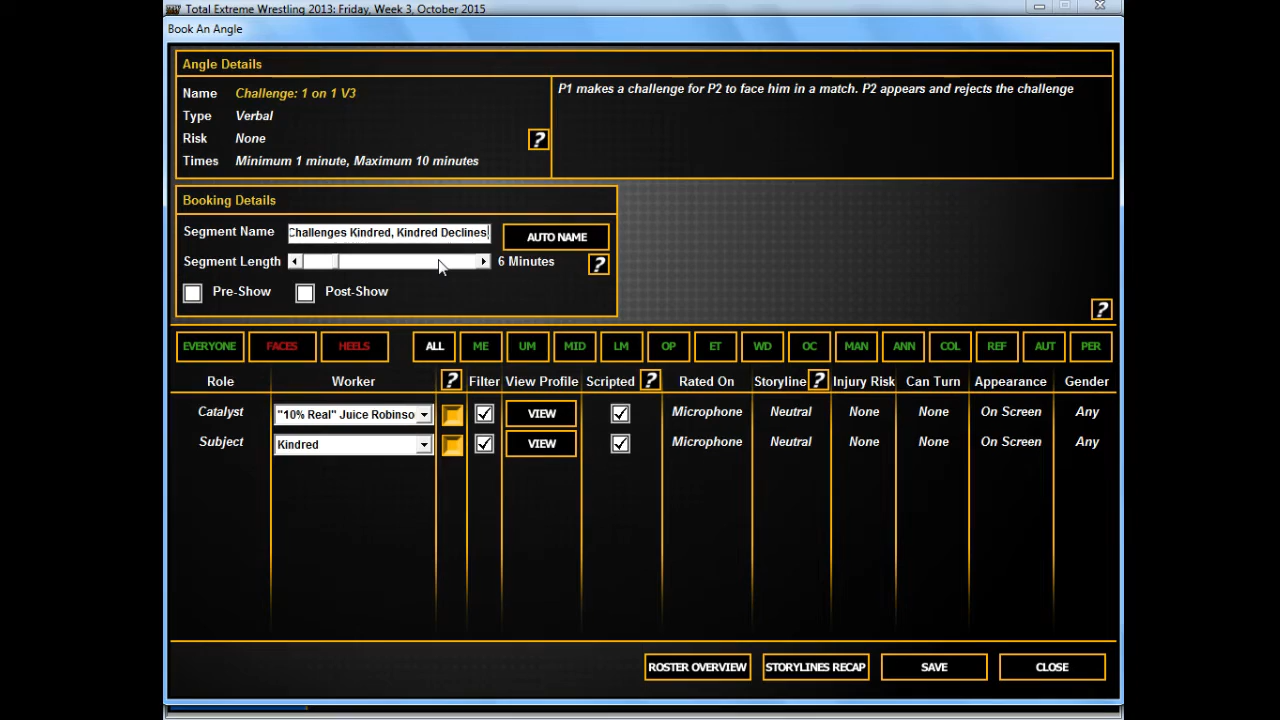 Total Extreme Wrestling 2013: Friday, Week 3, October 2015
Book An Angle
Angle Details
Name Challenge: 1 on 1 V3
Type Verbal
Risk None
?
Times Minimum 1 minute, Maximum 10 minutes
P1 makes a challenge for P2 to face him in a match. P2 appears and rejects the challenge
Booking Details
Segment Name Challenges Kindred, Kindred Declines AUTO NAME
Segment Length 6 Minutes ?
Pre-Show Post-Show
?
EVERYONE FACES HEELS ALL ME UM MID LM OP ET WD OC MAN ANN COL REF AUT PER
Role Worker ? Filter View Profile Scripted ? Rated On Storyline ? Injury Risk Can Turn Appearance Gender
Catalyst "10% Real" Juice Robinso VIEW Microphone Neutral None None On Screen Any
Subject Kindred VIEW Microphone Neutral None None On Screen Any
ROSTER OVERVIEW STORYLINES RECAP SAVE CLOSE